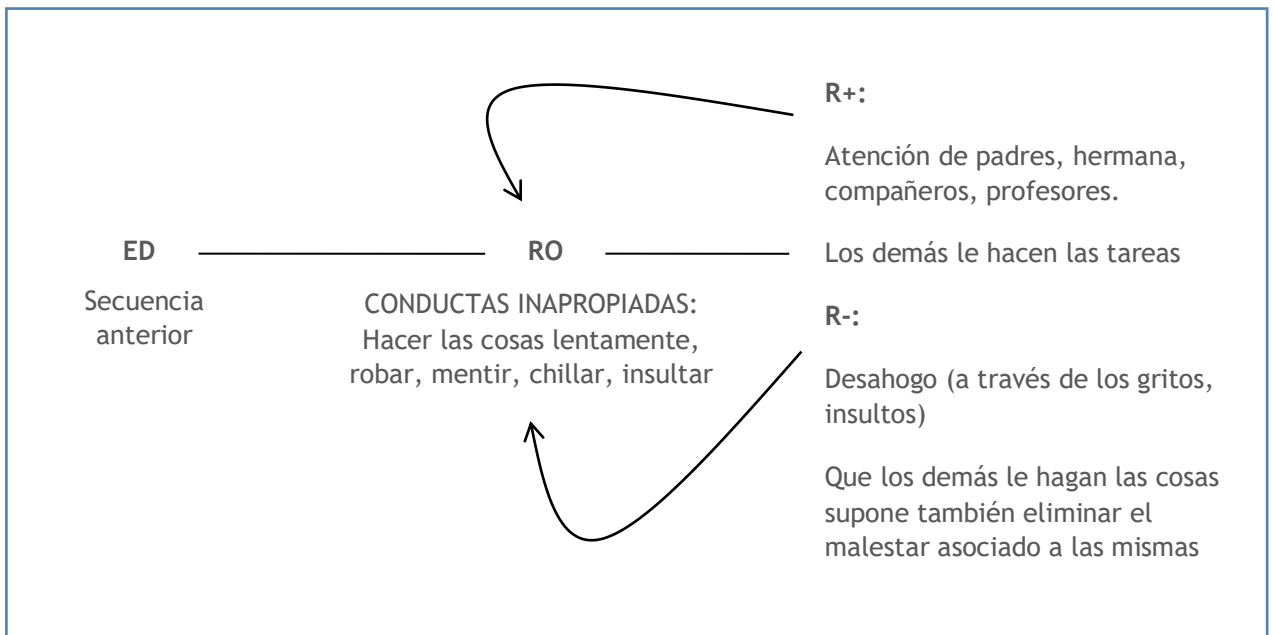 ED
Secuencia
anterior
RO
CONDUCTAS INAPROPIADAS:
Hacer las cosas lentamente,
robar, mentir, chillar, insultar
R+:
Atención de padres, hermana,
compañeros, profesores.
Los demás le hacen las tareas
R-:
Desahogo (a través de los gritos,
insultos)
Que los demás le hagan las cosas
supone también eliminar el
malestar asociado a las mismas